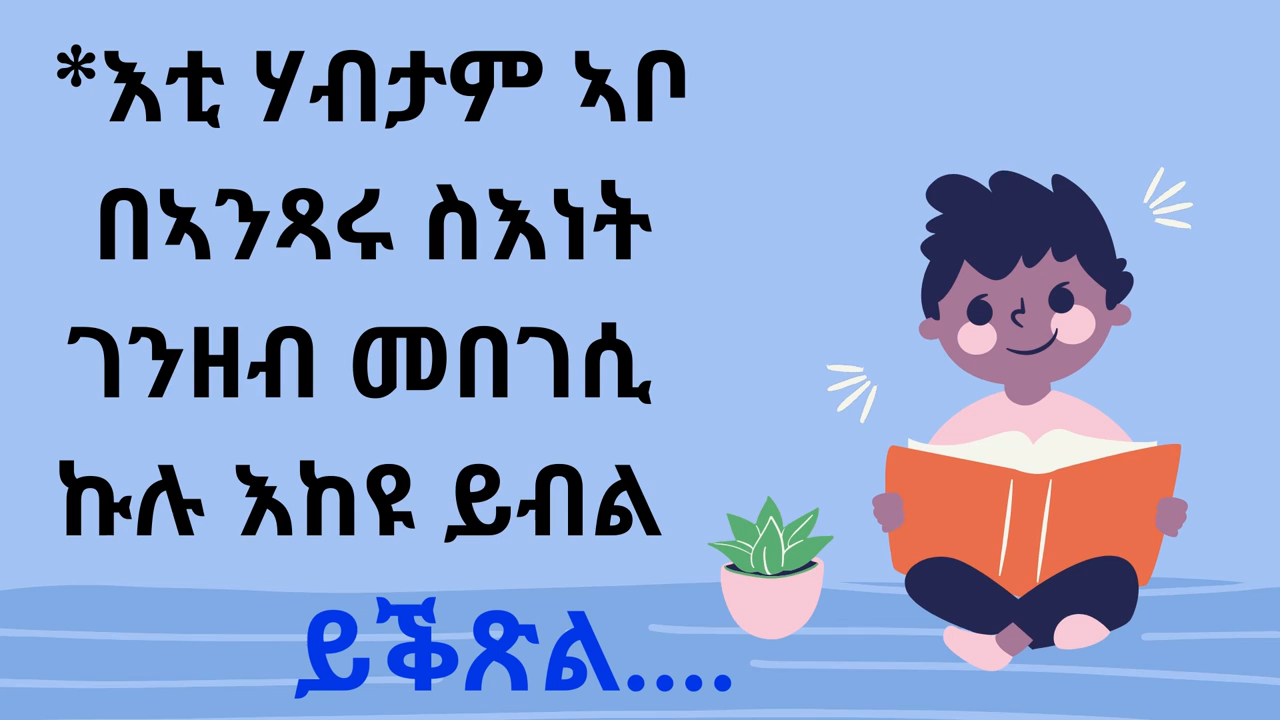 *እቲ ሃብታም ኣቦ
በኣንጻሩ ስእነት
ገንዘብ መበገሲ
ኩሉ እከዩ ይብል
ይቕጽል....